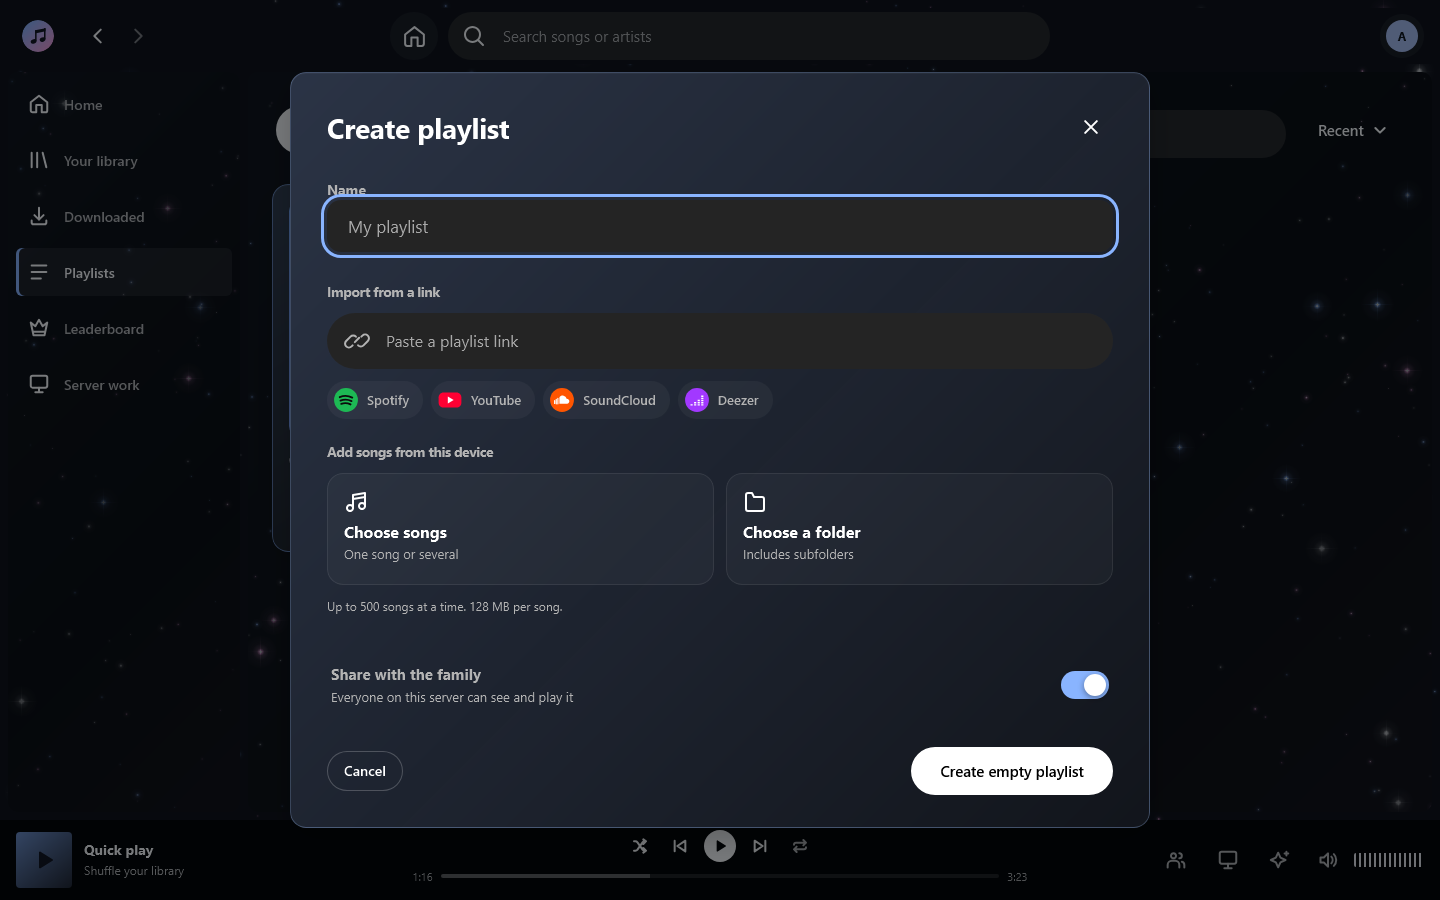 Search songs or artists
A
Home
Your library
Downloaded
Playlists
Leaderboard
Server work
Recent
Create playlist
Name
My playlist
Import from a link
Paste a playlist link
Spotify
YouTube
SoundCloud
Deezer
Add songs from this device
Choose songs
One song or several
Choose a folder
Includes subfolders
Up to 500 songs at a time. 128 MB per song.
Share with the family
Everyone on this server can see and play it
Cancel
Create empty playlist
Quick play
Shuffle your library
1:16
3:23